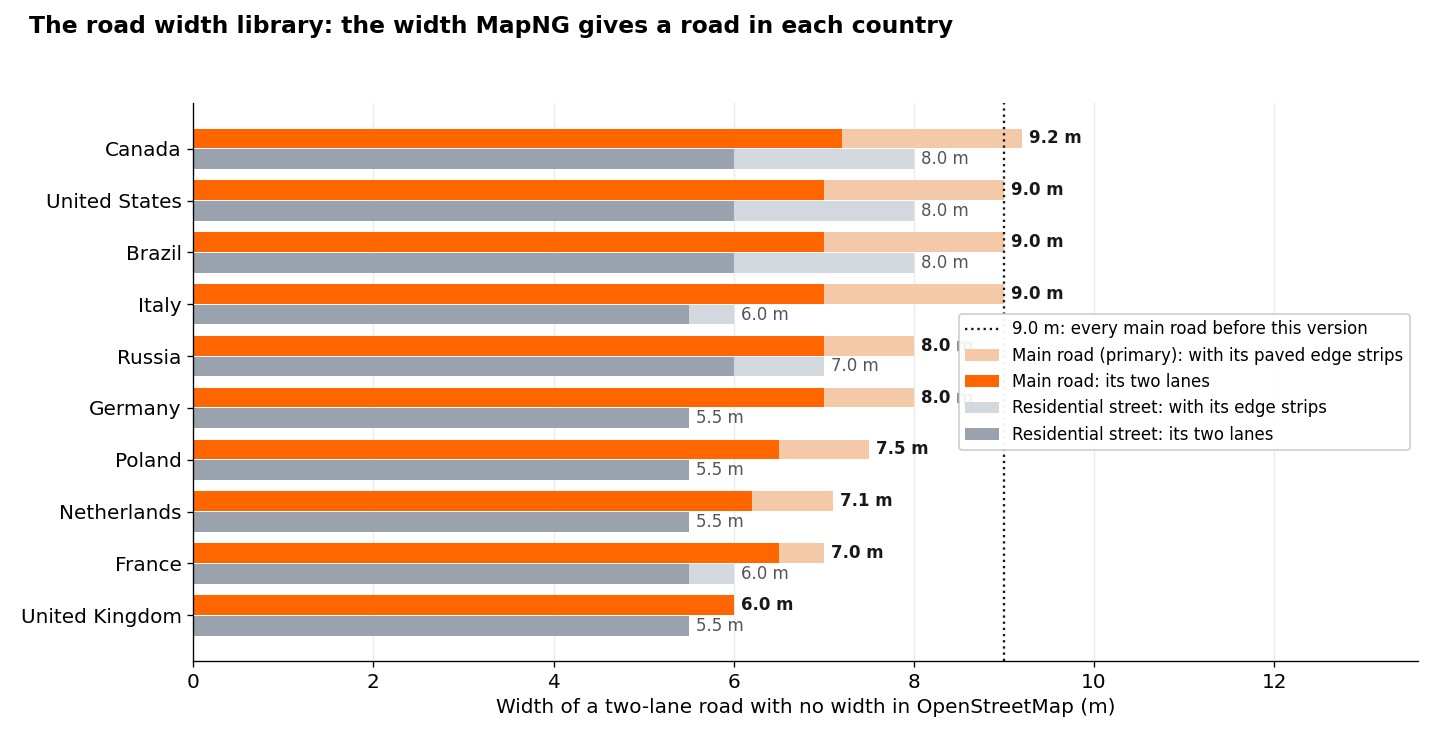 The road width library: the width MapNG gives a road in each country
Canada
9.2 m
8.0 m
United States
9.0 m
8.0 m
Brazil
9.0 m
8.0 m
Italy
9.0 m
6.0 m
Russia
8.0 m
7.0 m
Germany
8.0 m
5.5 m
Poland
7.5 m
5.5 m
Netherlands
7.1 m
5.5 m
France
7.0 m
6.0 m
United Kingdom
6.0 m
5.5 m
9.0 m: every main road before this version
Main road (primary): with its paved edge strips
Main road: its two lanes
Residential street: with its edge strips
Residential street: its two lanes
0 2 4 6 8 10 12
Width of a two-lane road with no width in OpenStreetMap (m)